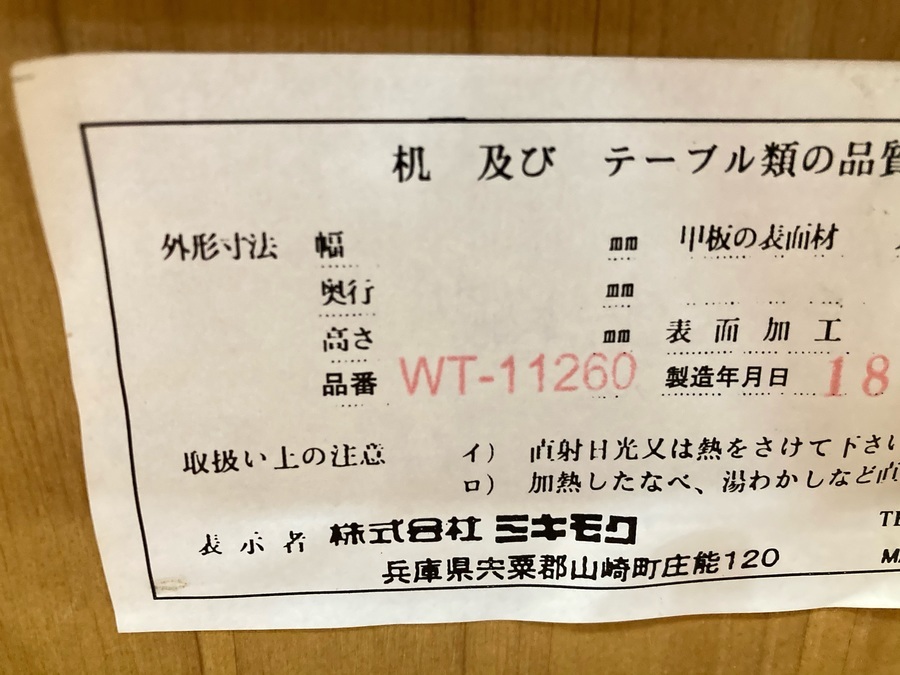 机 及び テーブル類の品質
外形寸法 幅 mm 甲板の表面材
奥行 mm
高さ mm 表面加工
品番 WT-11260 製造年月日 18
取扱い上の注意 イ) 直射日光又は熱をさけて下さい
ロ) 加熱したなべ、湯わかしなど直
表示者 株式会社 ミキモク TE
兵庫県宍粟郡山崎町庄能120 MA